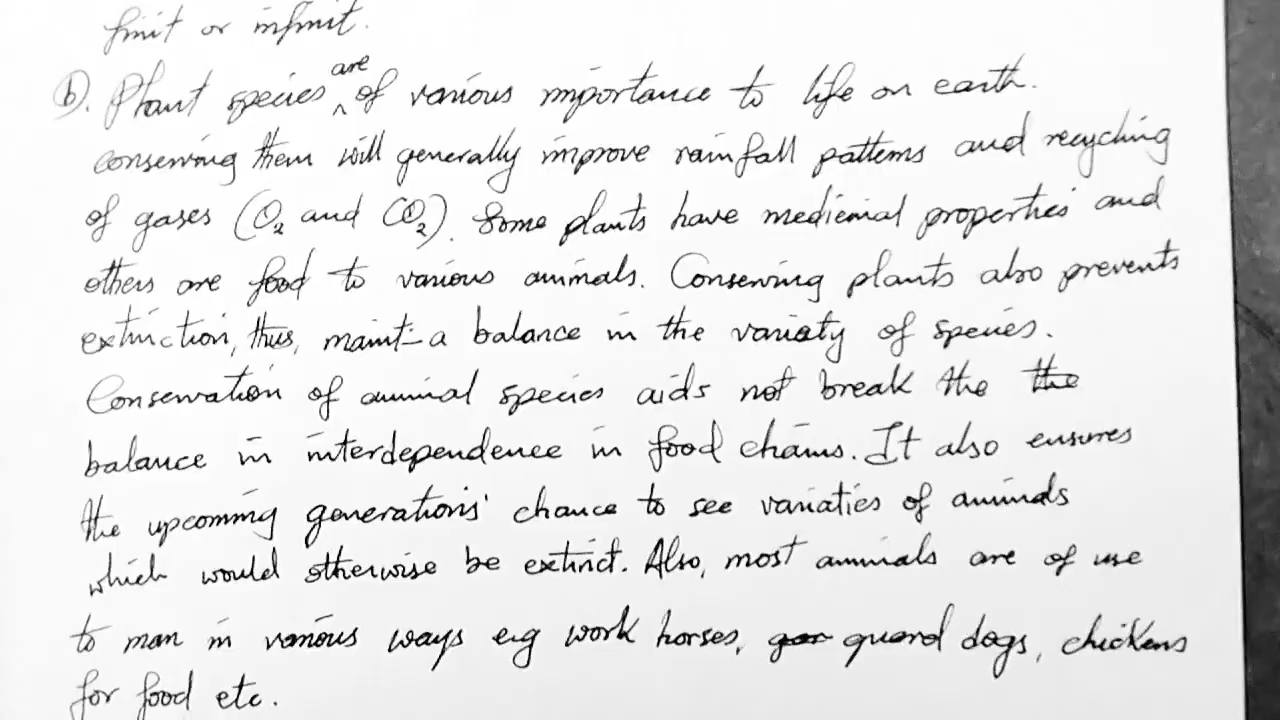 finit or infinit.
b). Plant species are of various importance to life on earth.
conserving them will generally improve rainfall patterns and recycling
of gases (O₂ and CO₂). Some plants have medicinal properties and
others are food to various animals. Conserving plants also prevents
extinction, thus, maint- a balance in the variaty of species.
Conservation of animal species aids not break the the
balance in interdependence in food chains. It also ensures
the upcoming generations' chance to see variaties of animals
which would otherwise be extinct. Also, most animals are of use
to man in various ways eg work horses, guard dogs, chickens
for food etc.